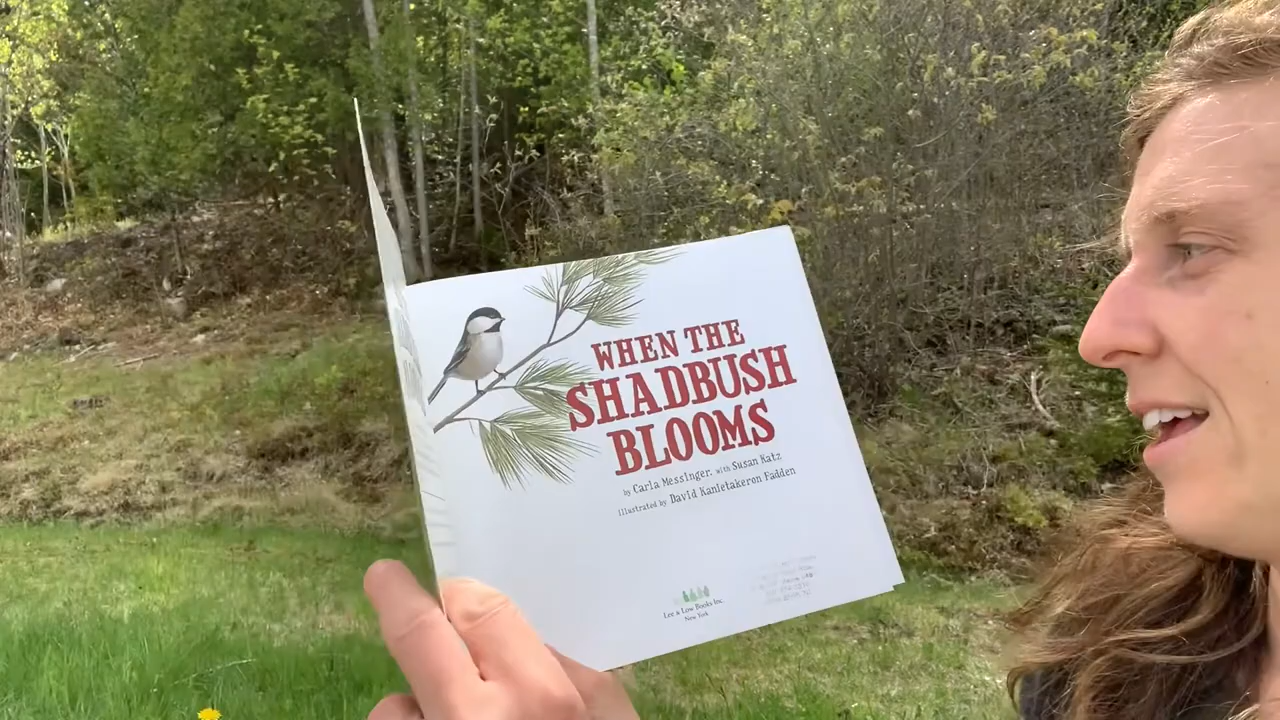 WHEN THE
SHADBUSH
BLOOMS
by Carla Messinger, with Susan Katz
illustrated by David Kanietakeron Fadden
Lee & Low Books Inc.
New York